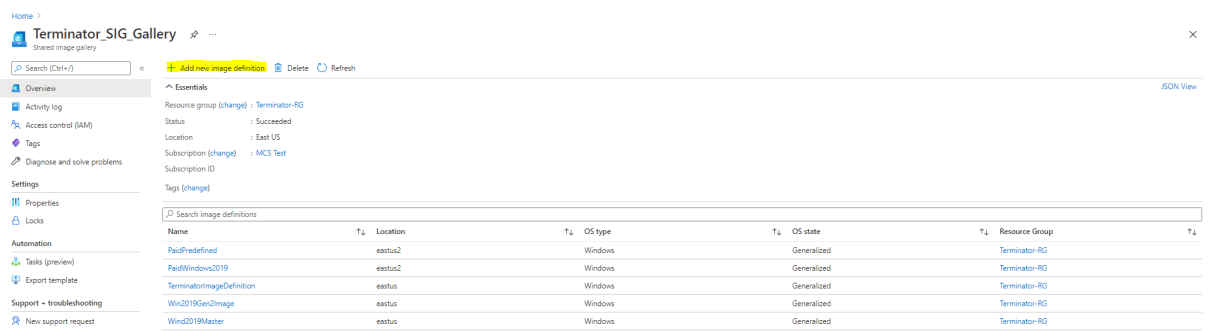 Home >
Terminator_SIG_Gallery ...
Shared image gallery
Search (Ctrl+/) «
Overview
Activity log
Access control (IAM)
Tags
Diagnose and solve problems
Settings
Properties
Locks
Automation
Tasks (preview)
Export template
Support + troubleshooting
New support request
+ Add new image definition Delete Refresh
Essentials JSON View
Resource group (change) : Terminator-RG
Status : Succeeded
Location : East US
Subscription (change) : MCS Test
Subscription ID
Tags (change)
Search image definitions
Name ↑↓ Location ↑↓ OS type ↑↓ OS state ↑↓ Resource Group ↑↓
PaidPredefined eastus2 Windows Generalized Terminator-RG
PaidWindows2019 eastus2 Windows Generalized Terminator-RG
TerminatorImageDefinition eastus Windows Generalized Terminator-RG
Win2019Gen2Image eastus Windows Generalized Terminator-RG
Wind2019Master eastus Windows Generalized Terminator-RG